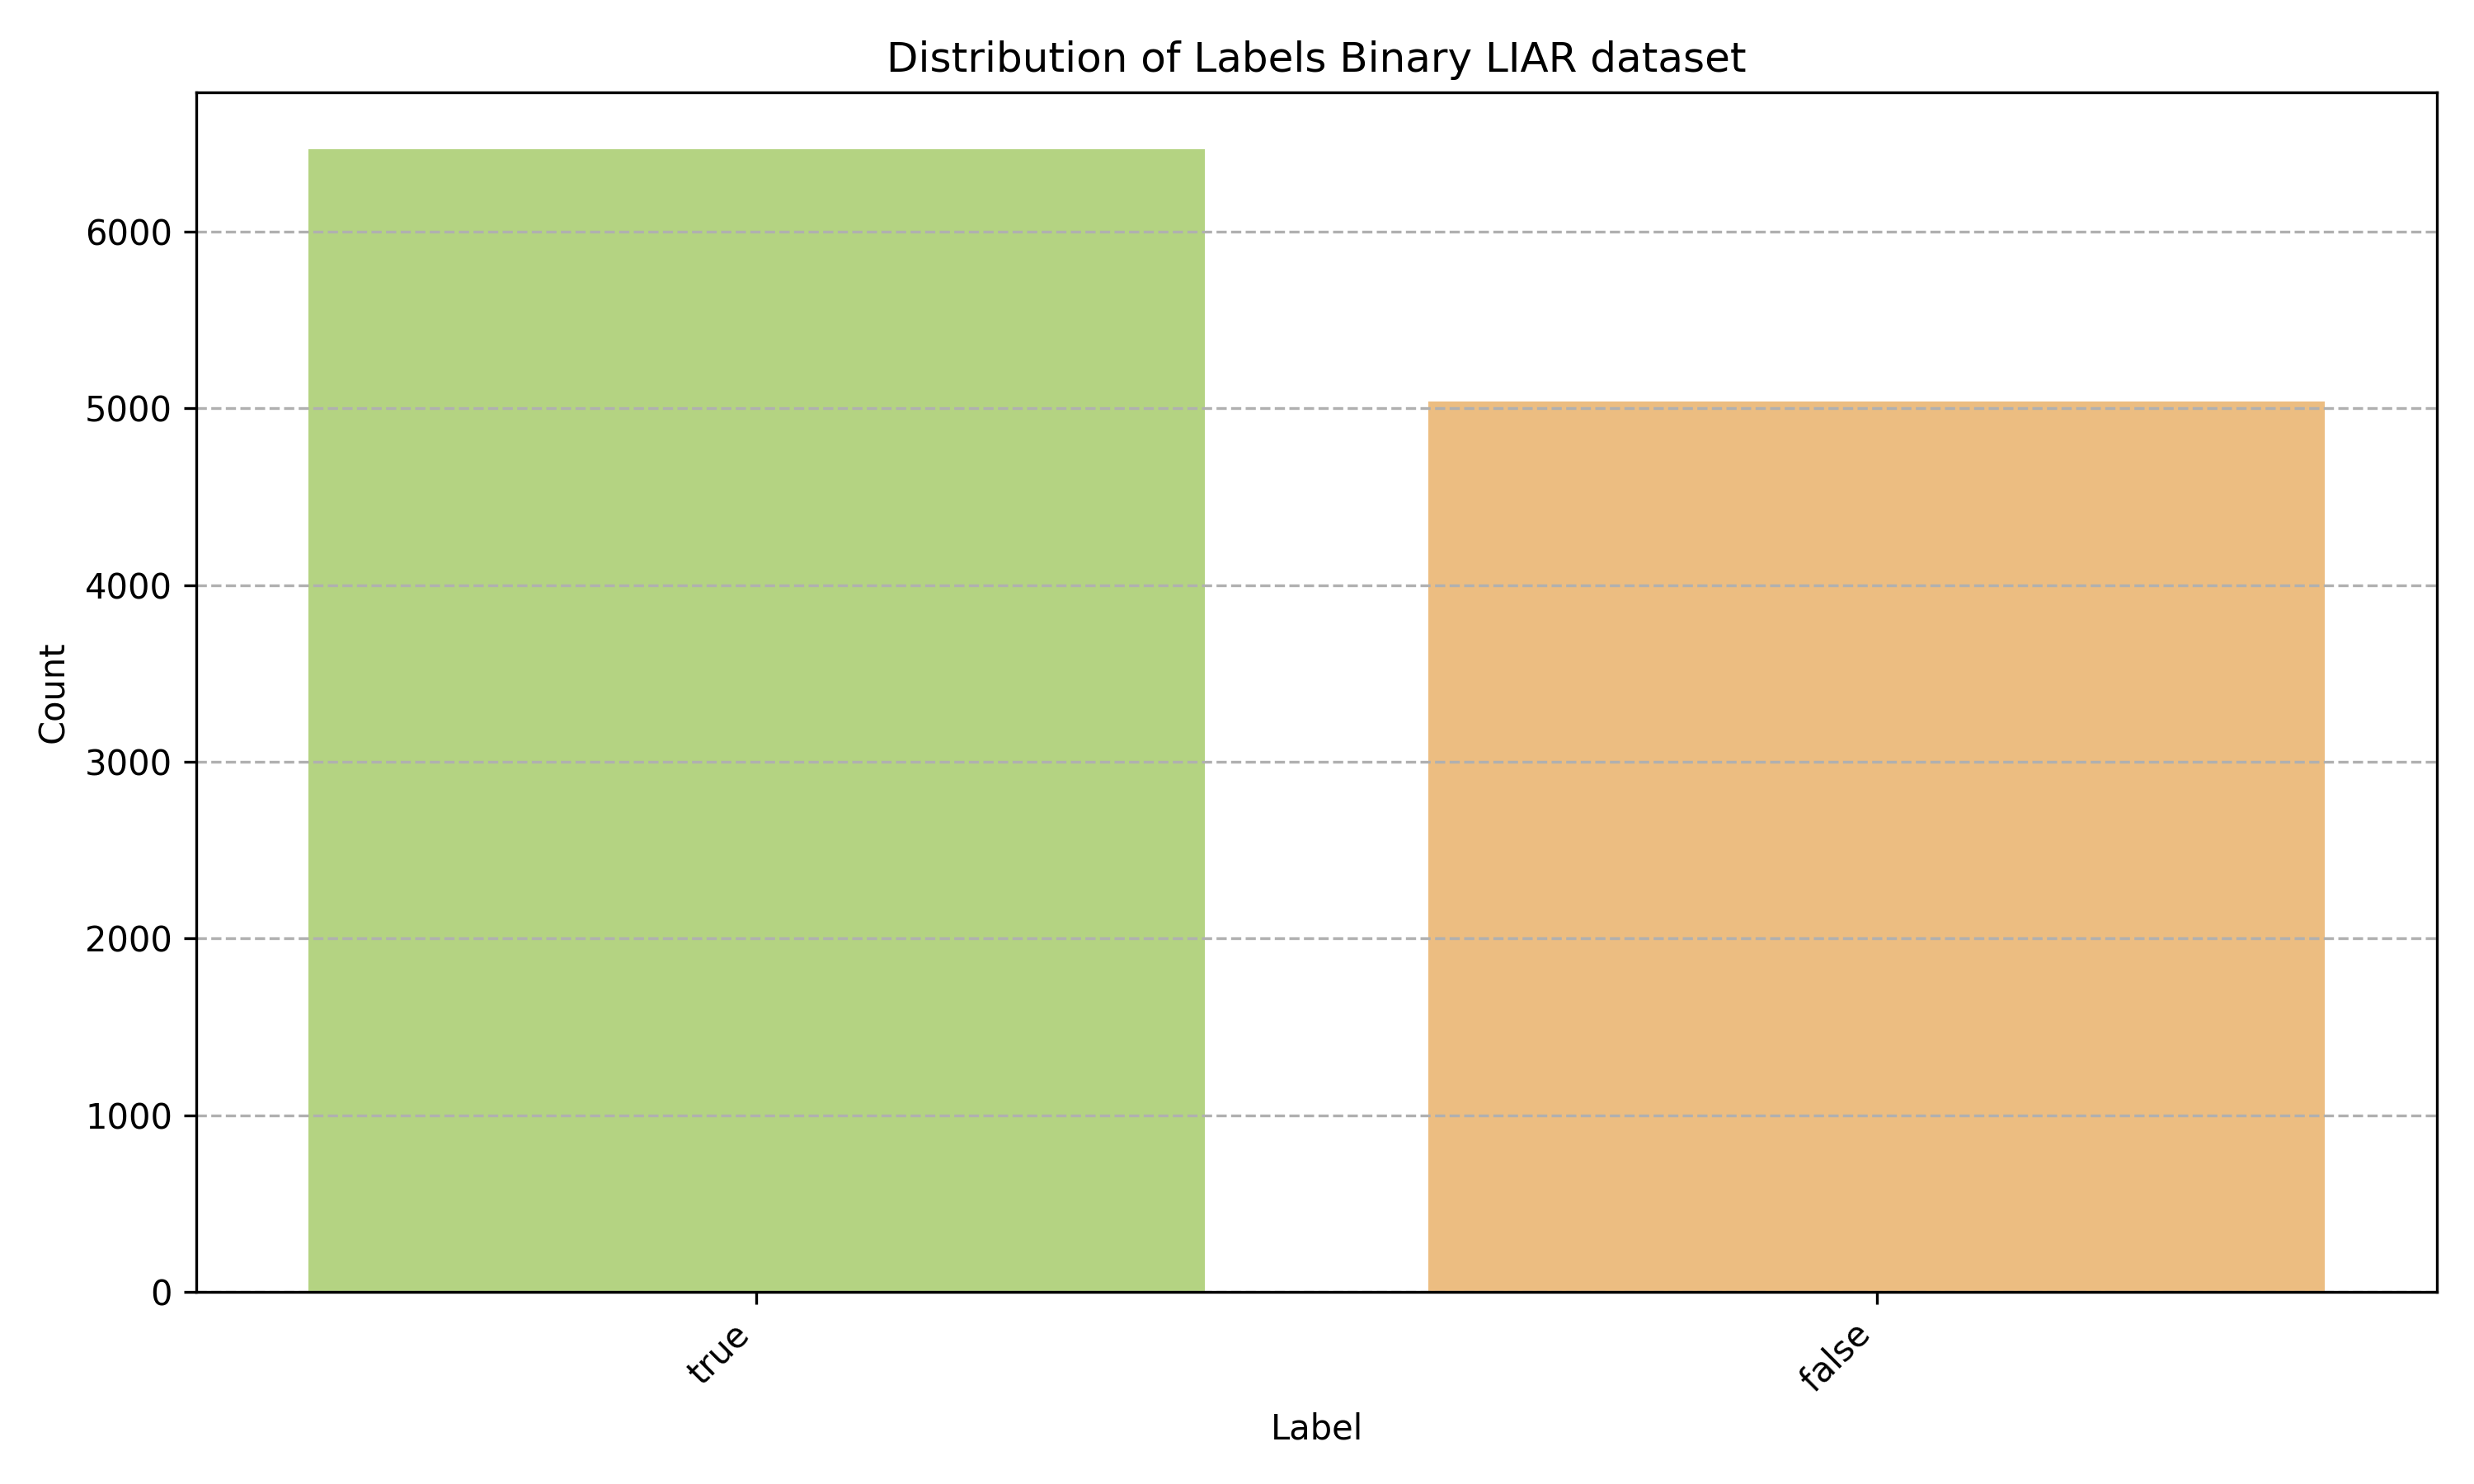 Distribution of Labels Binary LIAR dataset
6000
5000
4000
3000
2000
1000
0
Count
true
false
Label